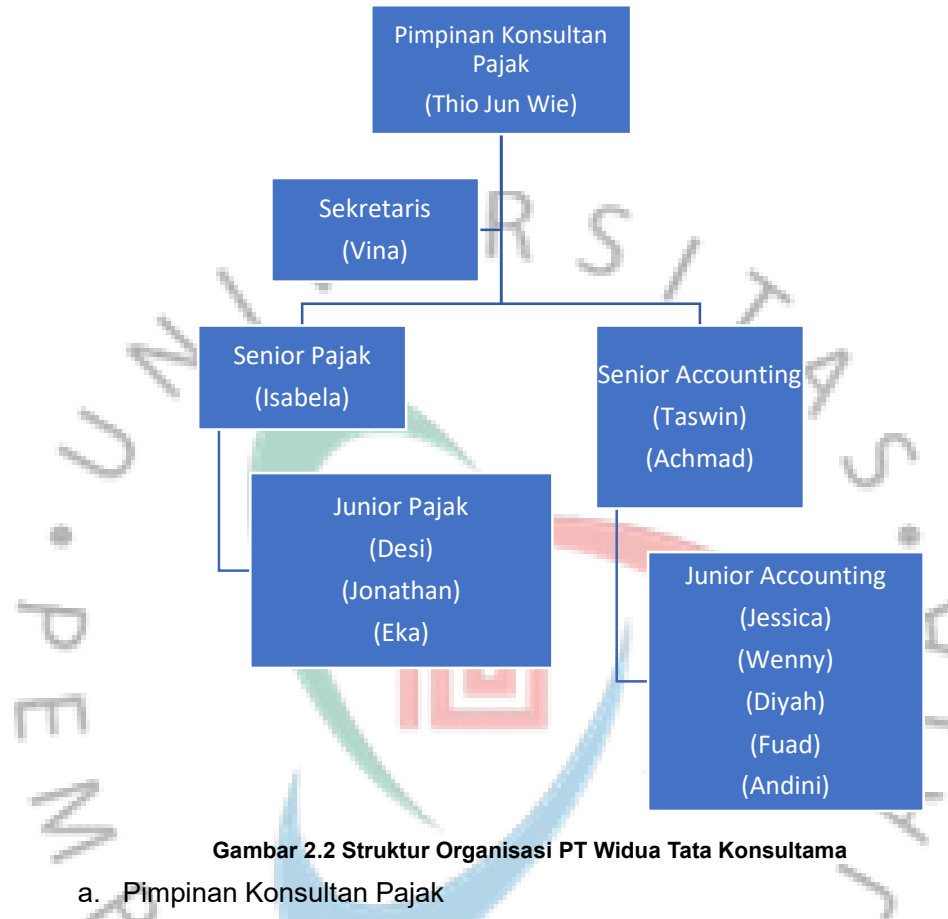 Pimpinan Konsultan
Pajak
(Thio Jun Wie)
Sekretaris
(Vina)
Senior Pajak
(Isabela)
Senior Accounting
(Taswin)
(Achmad)
Junior Pajak
(Desi)
(Jonathan)
(Eka)
Junior Accounting
(Jessica)
(Wenny)
(Diyah)
(Fuad)
(Andini)
Gambar 2.2 Struktur Organisasi PT Widua Tata Konsultama
a. Pimpinan Konsultan Pajak